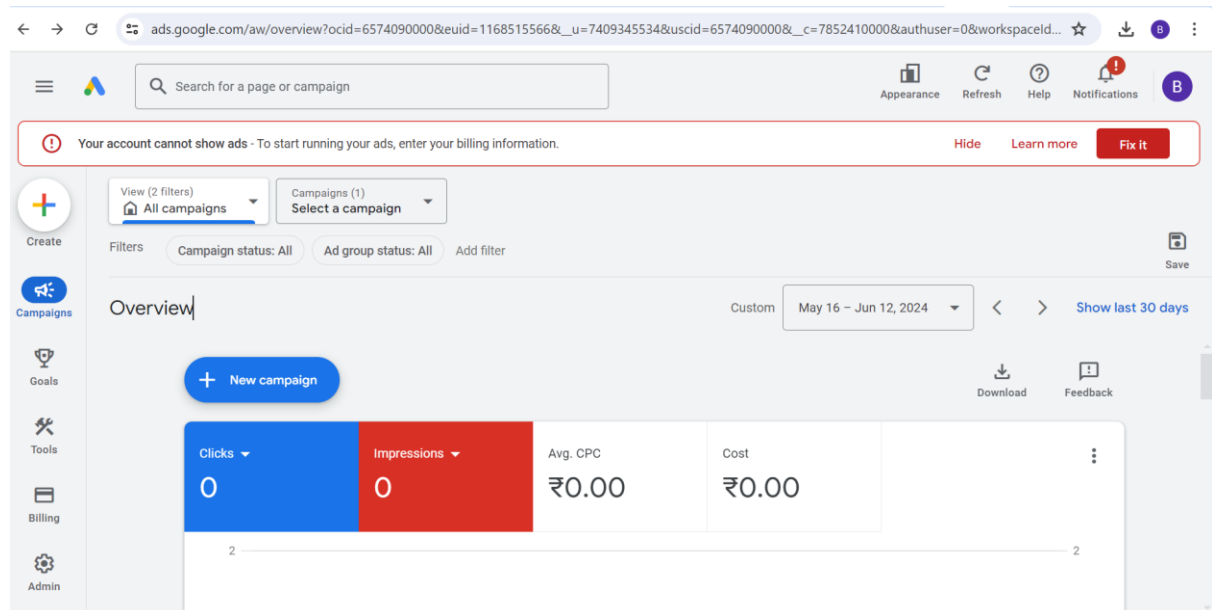 ads.google.com/aw/overview?ocid=6574090000&euid=1168515566&__u=7409345534&uscid=6574090000&__c=7852410000&authuser=0&workspaceId... B
Search for a page or campaign
Appearance Refresh Help Notifications B
Your account cannot show ads - To start running your ads, enter your billing information. Hide Learn more Fix it
View (2 filters) Campaigns (1)
All campaigns Select a campaign
Create
Filters Campaign status: All Ad group status: All Add filter
Save
Campaigns
Overview Custom May 16 – Jun 12, 2024 Show last 30 days
Goals
New campaign
Download Feedback
Tools
Clicks Impressions Avg. CPC Cost
0 0 ₹0.00 ₹0.00
Billing
2 2
Admin